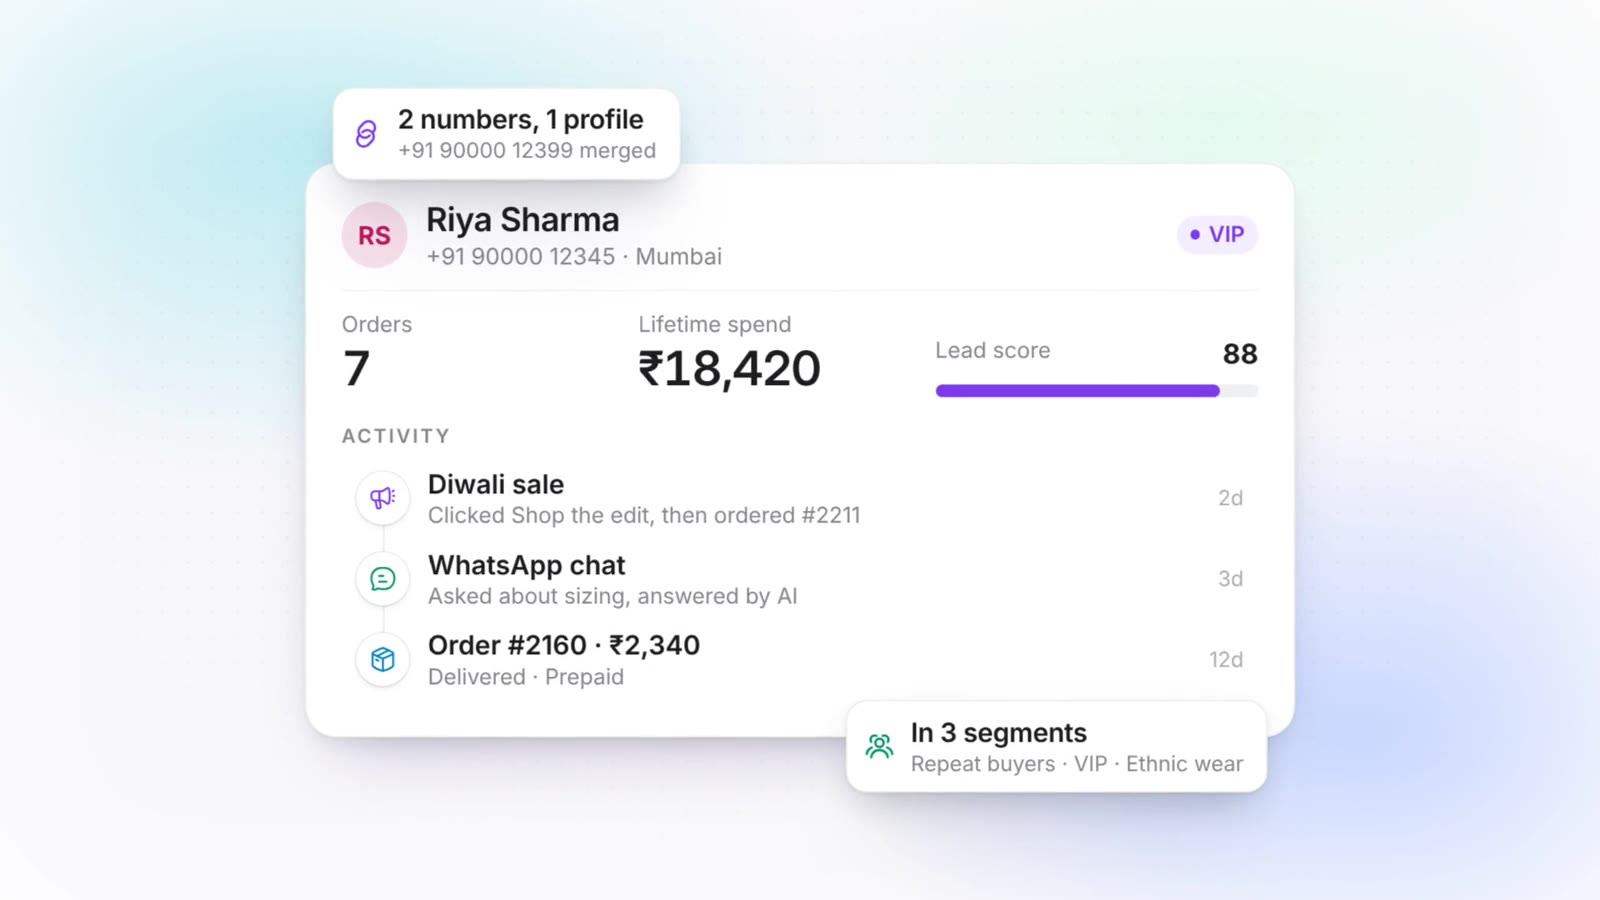 2 numbers, 1 profile
+91 90000 12399 merged
RS
Riya Sharma
+91 90000 12345 · Mumbai
• VIP
Orders
7
Lifetime spend
₹18,420
Lead score
88
ACTIVITY
Diwali sale
Clicked Shop the edit, then ordered #2211
2d
WhatsApp chat
Asked about sizing, answered by AI
3d
Order #2160 · ₹2,340
Delivered · Prepaid
12d
In 3 segments
Repeat buyers · VIP · Ethnic wear